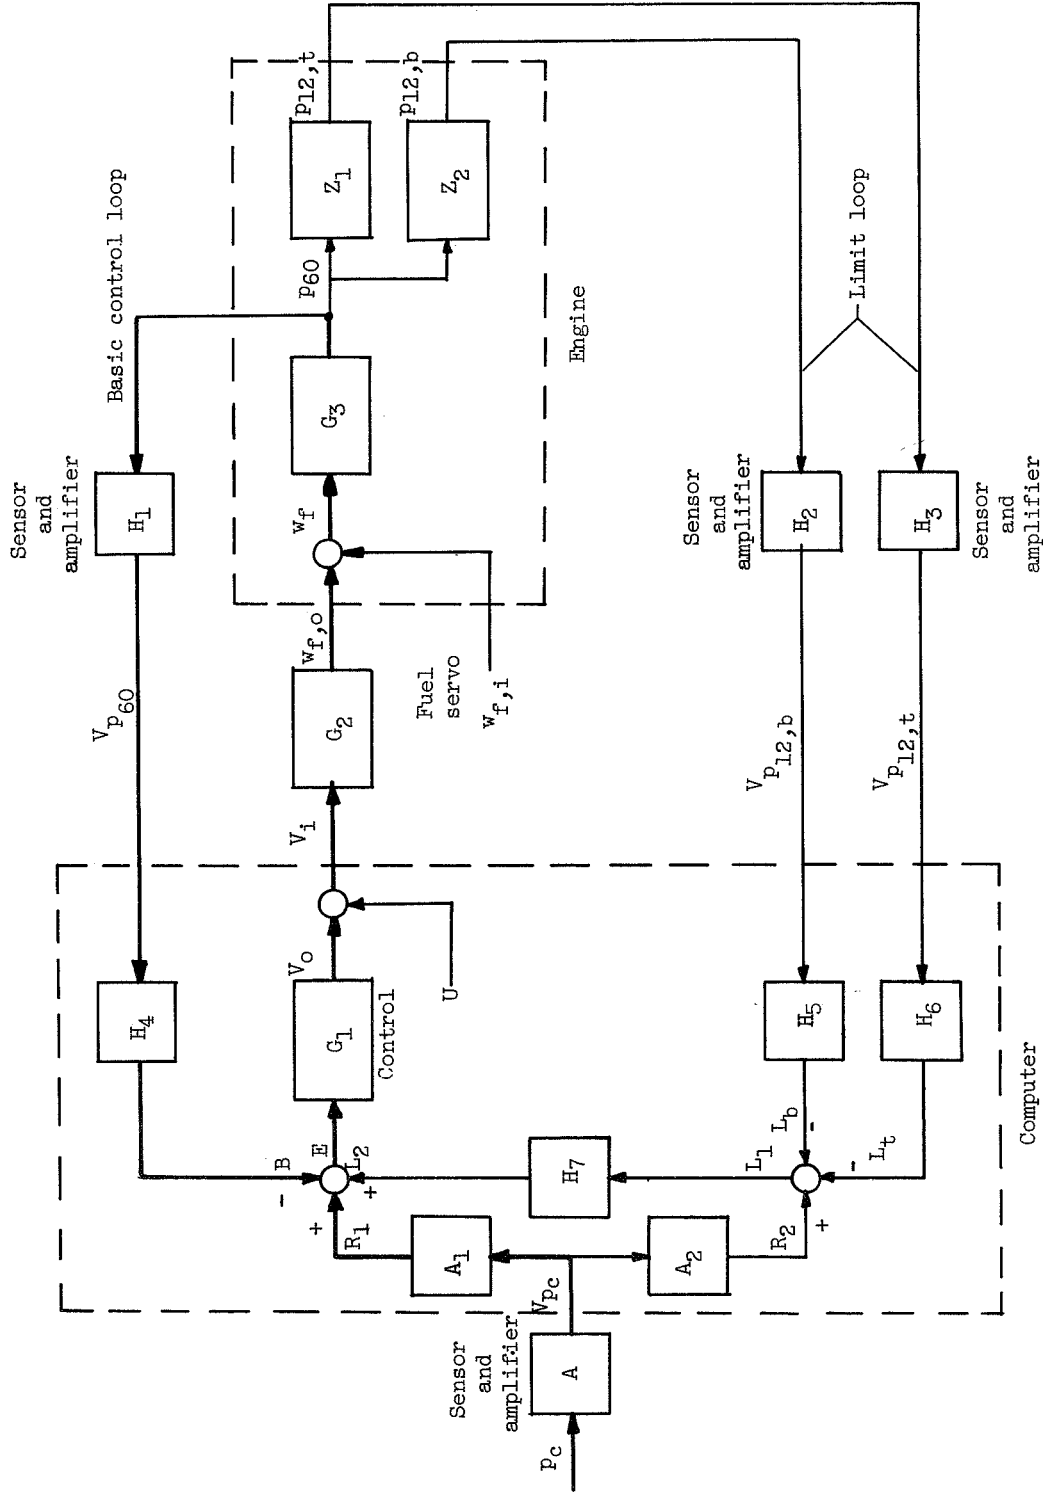 Basic control loop
Sensor
and
amplifier
H1
Vp60
H4
B
-
p60
Z1
p12,t
Z2
p12,b
G3
wf
Engine
wf,o
G2
Fuel
servo
wf,i
Vi
Vo
G1
Control
U
E
L2
+
+
R1
A1
H7
A2
R2
+
L1
Lb
-
Lt
-
H5
H6
Vp12,b
Vp12,t
Sensor
and
amplifier
H2
Sensor
and
amplifier
H3
Limit loop
Computer
Sensor
and
amplifier
Vpc
A
pc